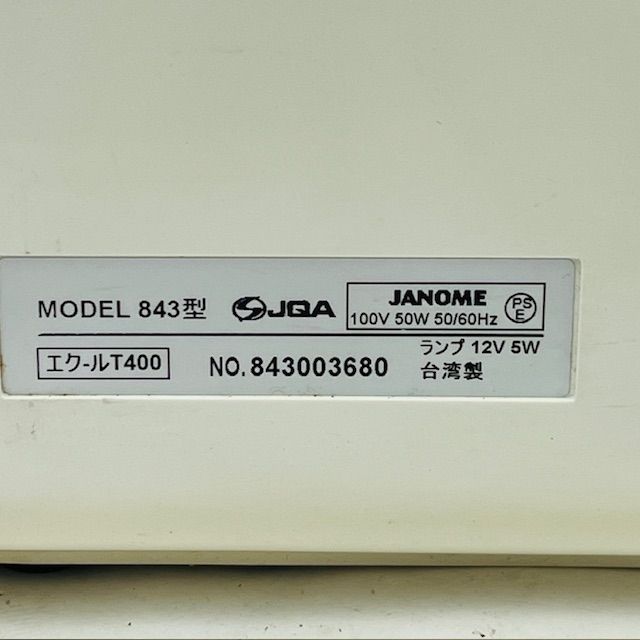 MODEL 843型
JQA
JANOME
100V 50W 50/60Hz
PS
E
エクールT400
NO.843003680
ランプ 12V 5W
台湾製